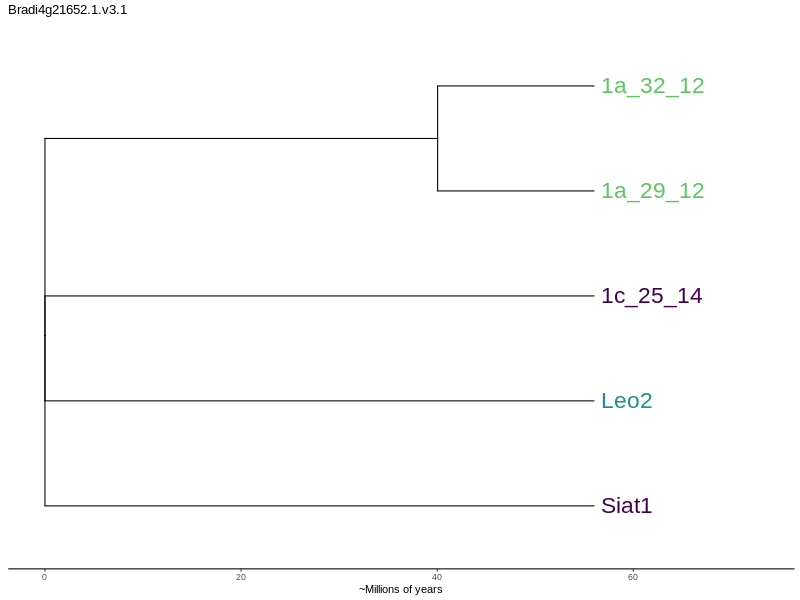 Bradi4g21652.1.v3.1
1a_32_12
1a_29_12
1c_25_14
Leo2
Siat1
0 20 40 60
~Millions of years